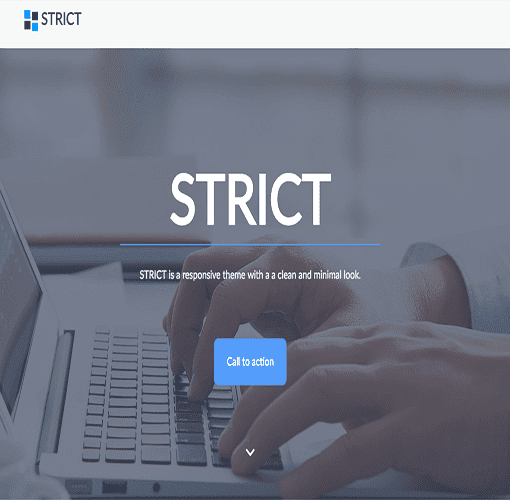 STRICT
STRICT
STRICT is a responsive theme with a a clean and minimal look.
Call to action